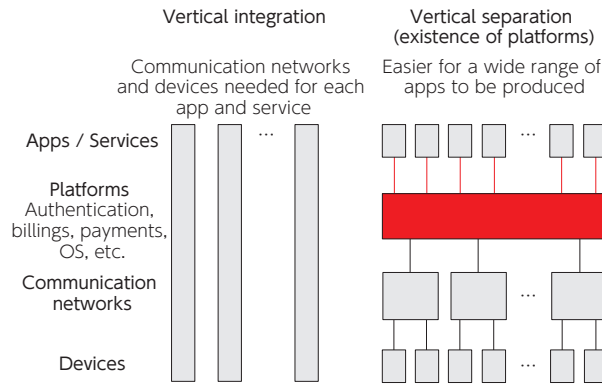 Vertical integration
Communication networks
and devices needed for each
app and service
Vertical separation
(existence of platforms)
Easier for a wide range of
apps to be produced
...
...
Apps / Services
Platforms
Authentication,
billings, payments,
OS, etc.
Communication
networks
...
Devices
...